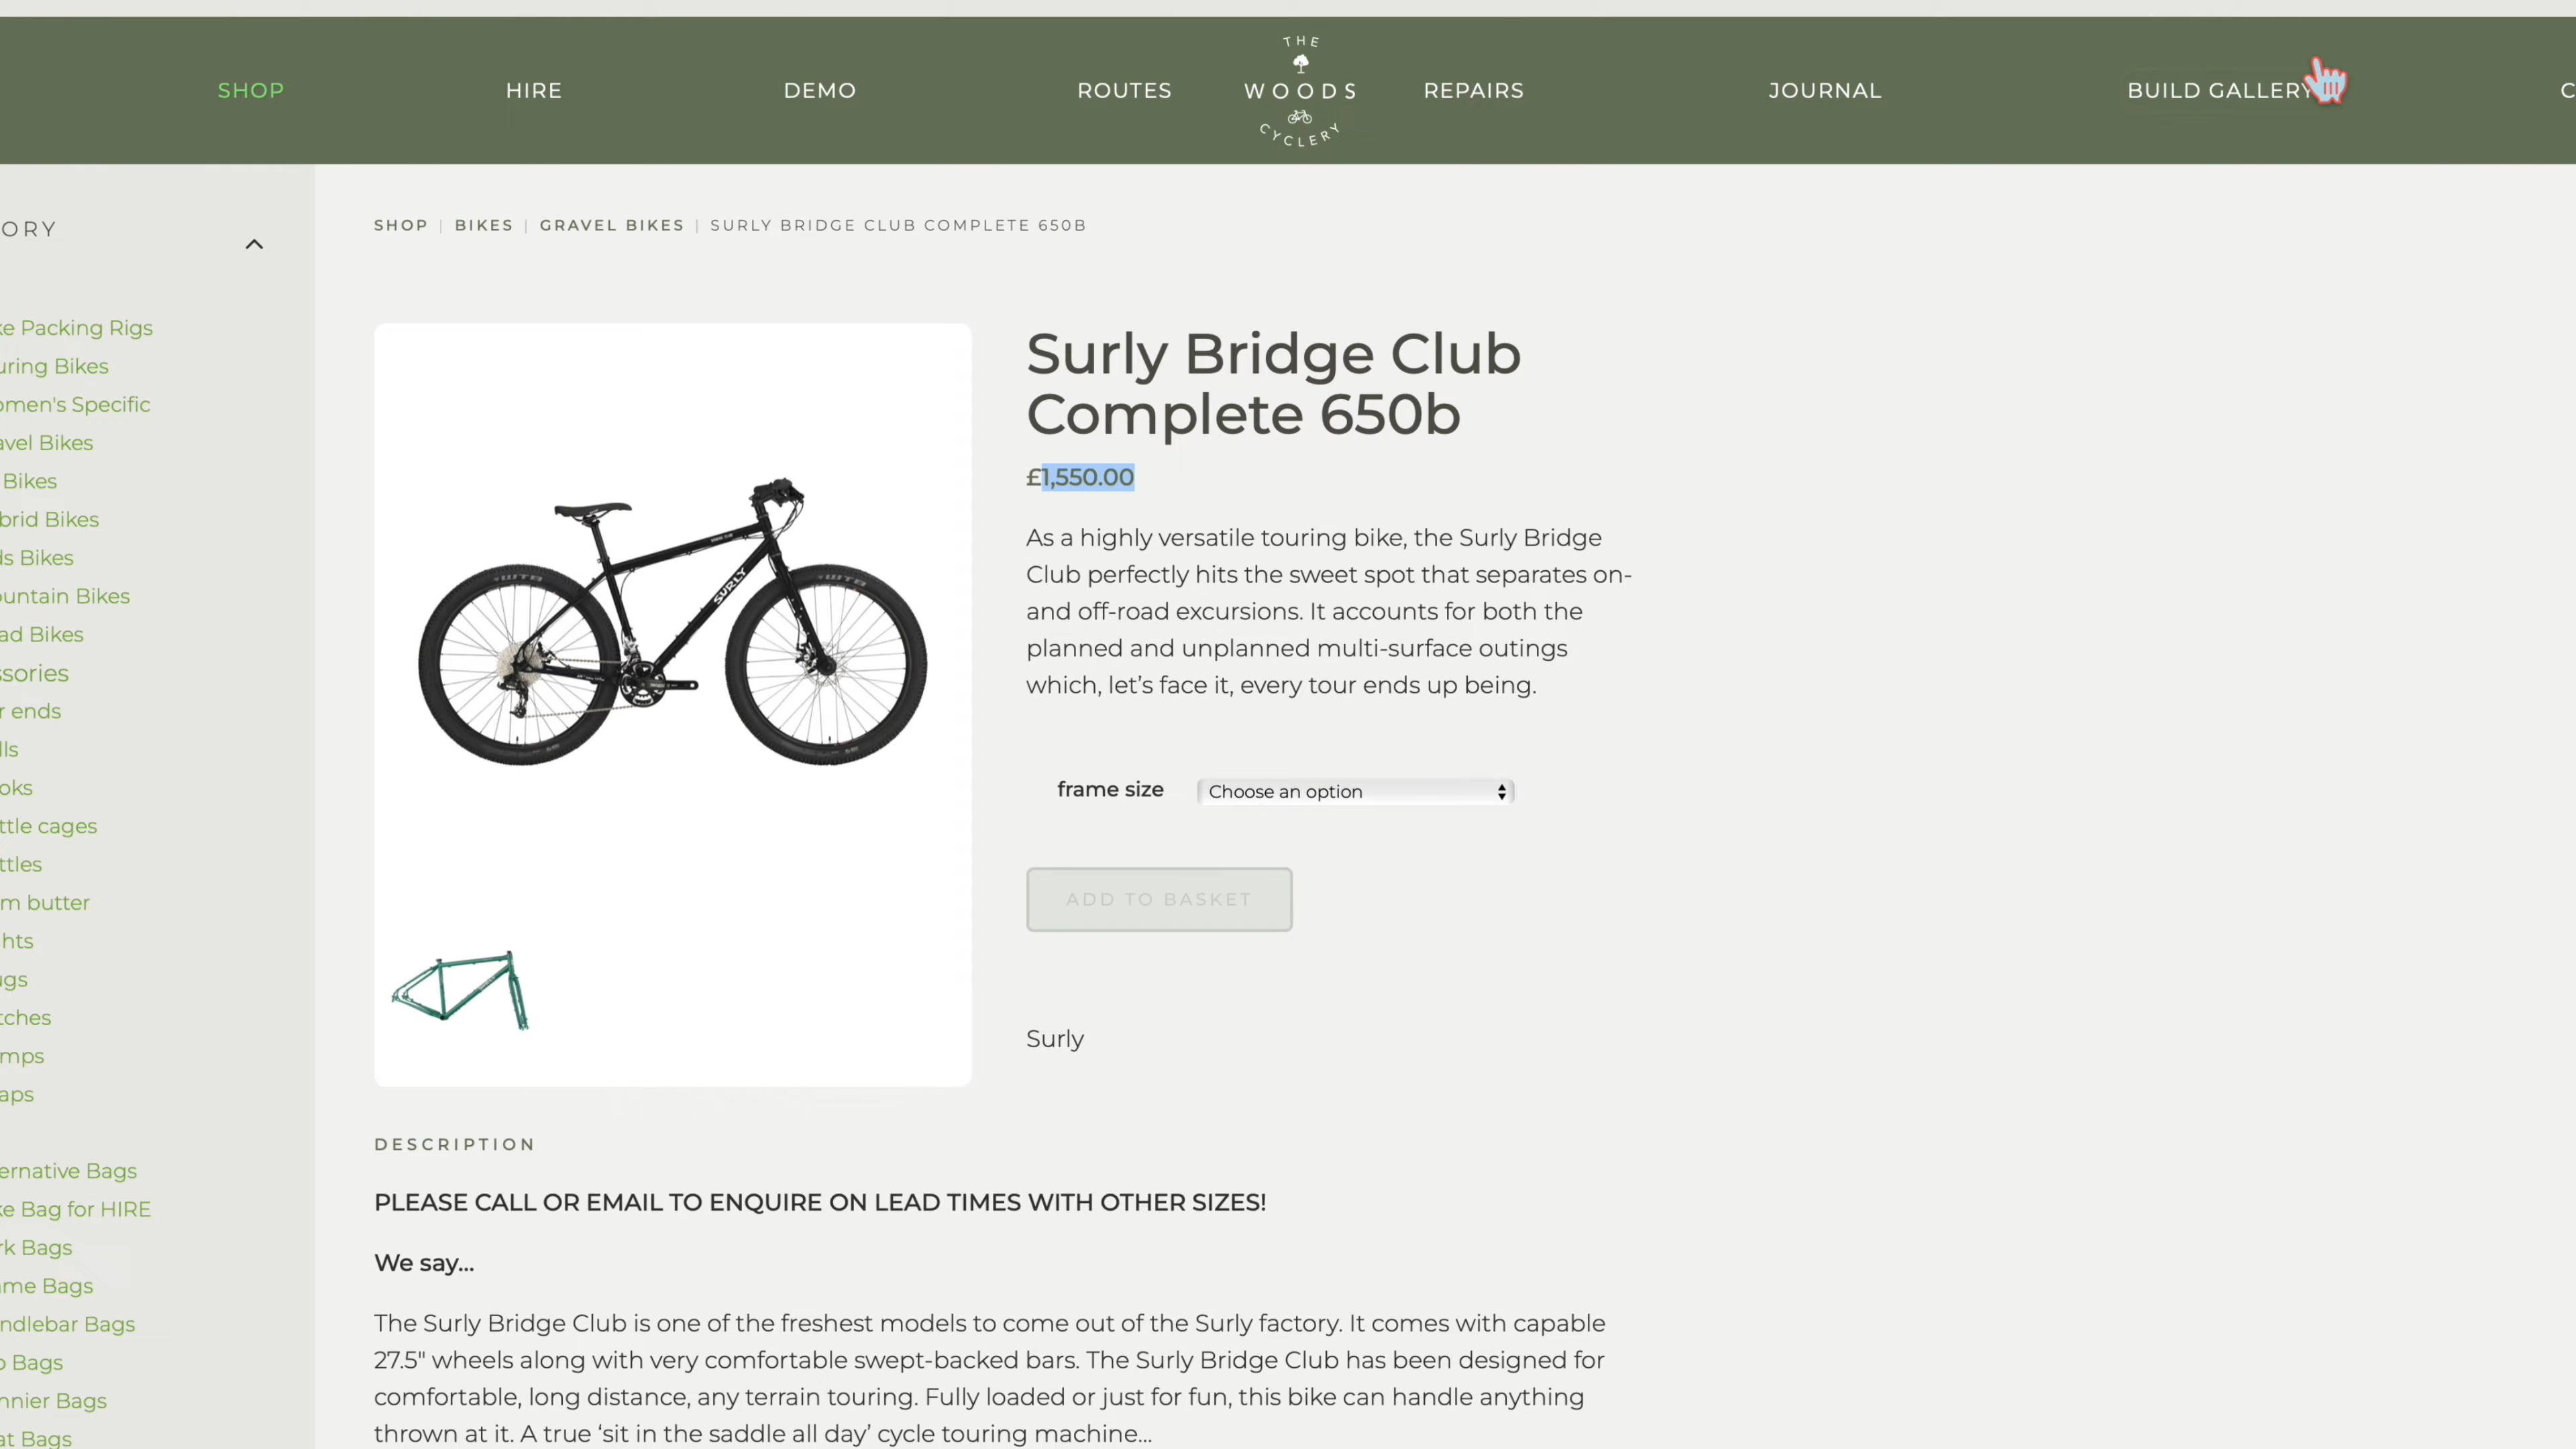 SHOP
HIRE
DEMO
ROUTES
THE
WOODS
CYCLERY
REPAIRS
JOURNAL
BUILD GALLERY
C
ORY
ke Packing Rigs
uring Bikes
omen's Specific
avel Bikes
Bikes
brid Bikes
ds Bikes
ountain Bikes
ad Bikes
ssories
r ends
lls
oks
ttle cages
ttles
m butter
hts
ugs
tches
mps
aps
ernative Bags
ke Bag for HIRE
rk Bags
ame Bags
ndlebar Bags
p Bags
nnier Bags
at Bags
SHOP | BIKES | GRAVEL BIKES | SURLY BRIDGE CLUB COMPLETE 650B
WTB
WTB
SURLY
Surly Bridge Club
Complete 650b
£1,550.00
As a highly versatile touring bike, the Surly Bridge
Club perfectly hits the sweet spot that separates on-
and off-road excursions. It accounts for both the
planned and unplanned multi-surface outings
which, let’s face it, every tour ends up being.
frame size
Choose an option
ADD TO BASKET
Surly
DESCRIPTION
PLEASE CALL OR EMAIL TO ENQUIRE ON LEAD TIMES WITH OTHER SIZES!
We say…
The Surly Bridge Club is one of the freshest models to come out of the Surly factory. It comes with capable
27.5" wheels along with very comfortable swept-backed bars. The Surly Bridge Club has been designed for
comfortable, long distance, any terrain touring. Fully loaded or just for fun, this bike can handle anything
thrown at it. A true ‘sit in the saddle all day’ cycle touring machine…